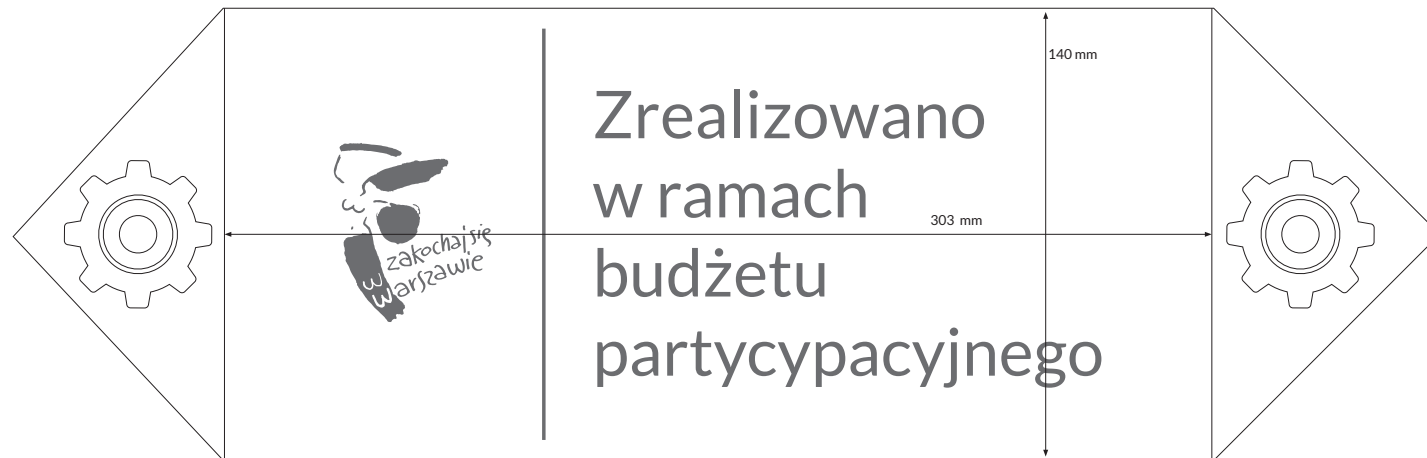 140 mm
Zrealizowano
w ramach
303 mm
budżetu
partycypacyjnego
zakochaj się
w
warszawie